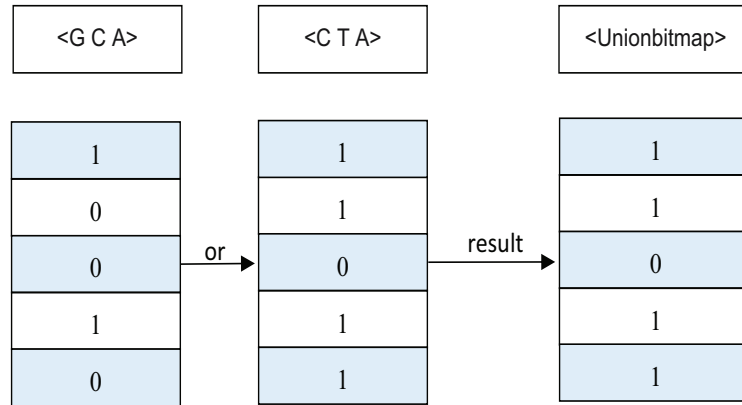 <G C A> <C T A> <Unionbitmap>
1 1 1
0 1 1
or result
0 0 0
1 1 1
0 1 1